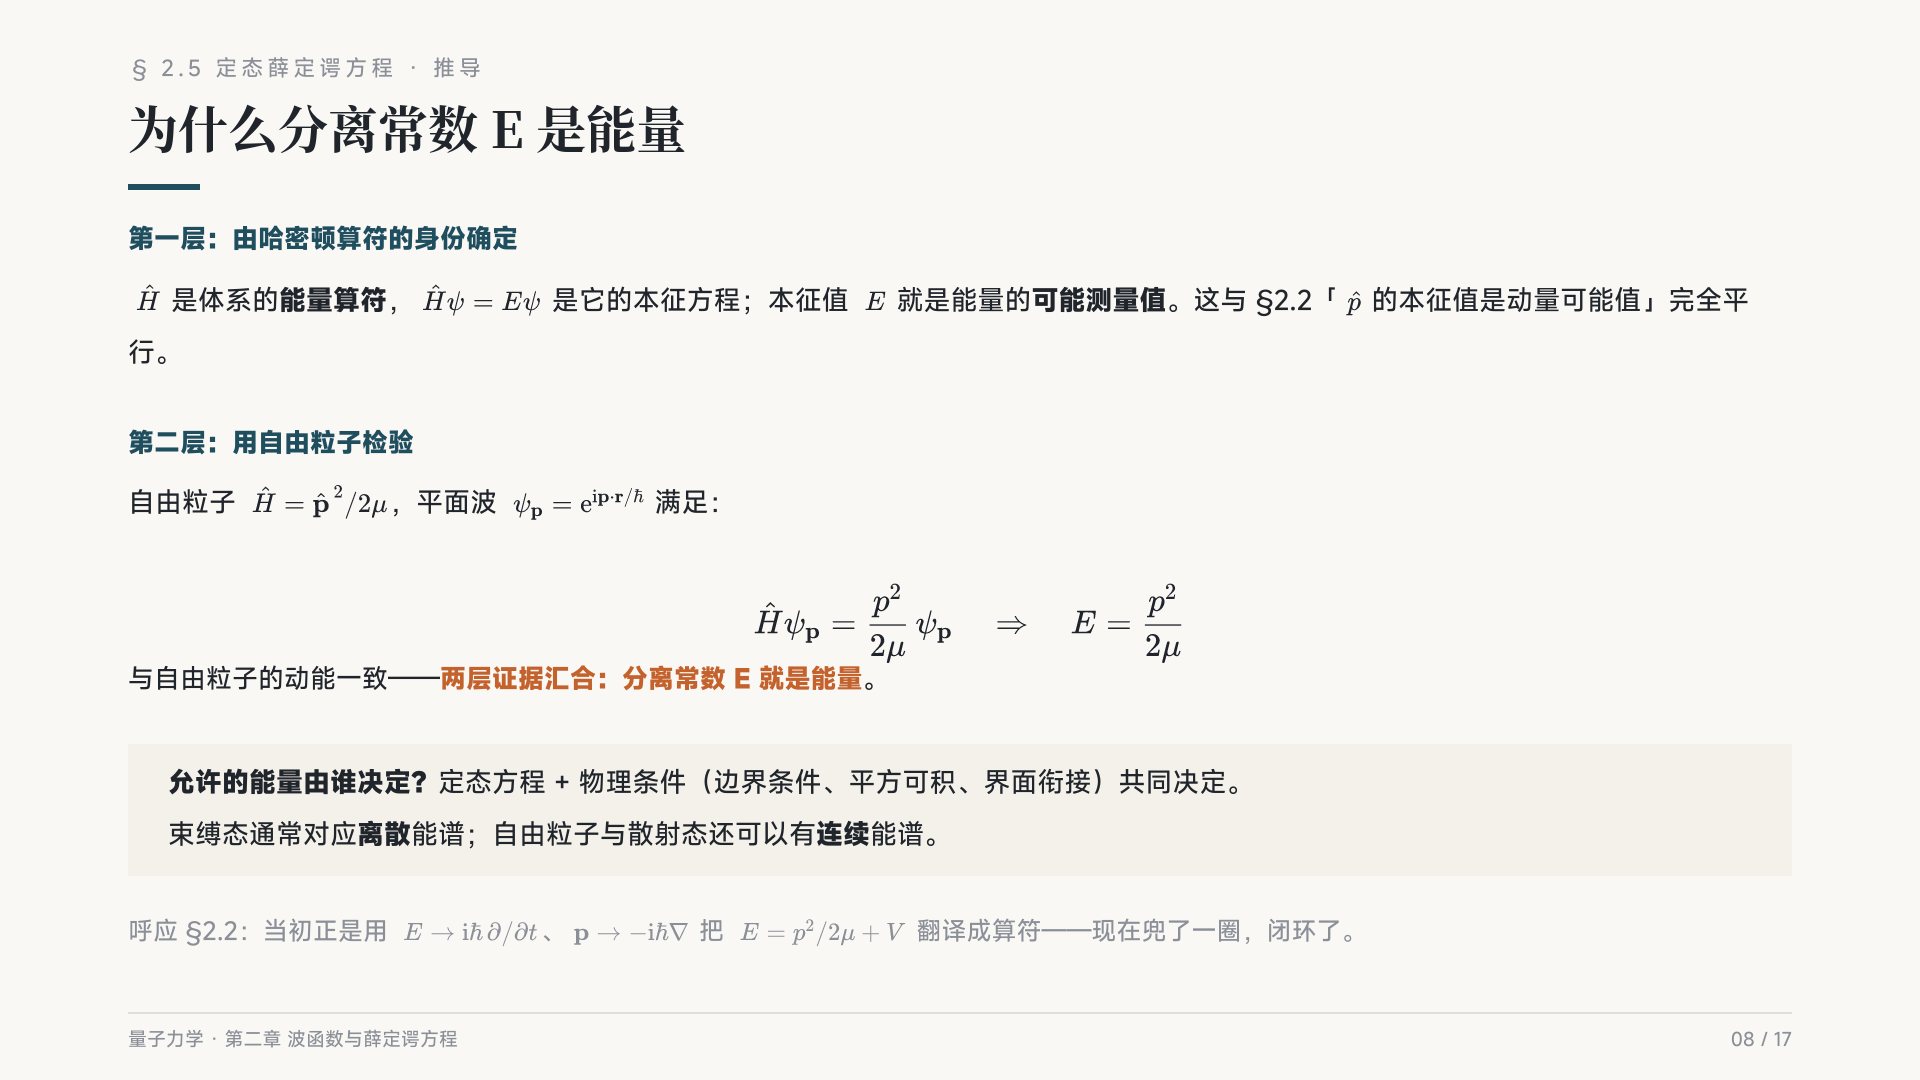 § 2.5 定态薛定谔方程 · 推导
为什么分离常数 E 是能量
第一层：由哈密顿算符的身份确定
Ĥ 是体系的能量算符， Ĥψ = Eψ 是它的本征方程；本征值 E 就是能量的可能测量值。这与 §2.2「 p̂ 的本征值是动量可能值」完全平
行。
第二层：用自由粒子检验
自由粒子 Ĥ = 𝐩̂²/2μ，平面波 ψ_𝐩 = e^{i𝐩·𝐫/ħ} 满足：
Ĥψ_𝐩 = \frac{p²}{2μ} ψ_𝐩 ⇒ E = \frac{p²}{2μ}
与自由粒子的动能一致——两层证据汇合：分离常数 E 就是能量。
允许的能量由谁决定？定态方程 + 物理条件（边界条件、平方可积、界面衔接）共同决定。
束缚态通常对应离散能谱；自由粒子与散射态还可以有连续能谱。
呼应 §2.2：当初正是用 E → iħ ∂/∂t、 𝐩 → −iħ∇ 把 E = p²/2μ + V 翻译成算符——现在兜了一圈，闭环了。
量子力学 · 第二章 波函数与薛定谔方程
08 / 17